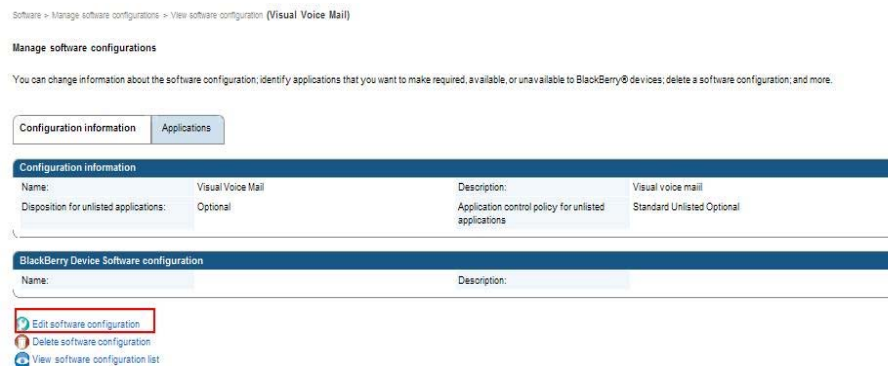 Software > Manage software configurations > View software configuration (Visual Voice Mail)
Manage software configurations
You can change information about the software configuration; identify applications that you want to make required, available, or unavailable to BlackBerry® devices; delete a software configuration; and more.
Configuration information Applications
Configuration information
Name: Visual Voice Mail Description: Visual voice maiil
Disposition for unlisted applications: Optional Application control policy for unlisted applications Standard Unlisted Optional
BlackBerry Device Software configuration
Name: Description:
Edit software configuration
Delete software configuration
View software configuration list